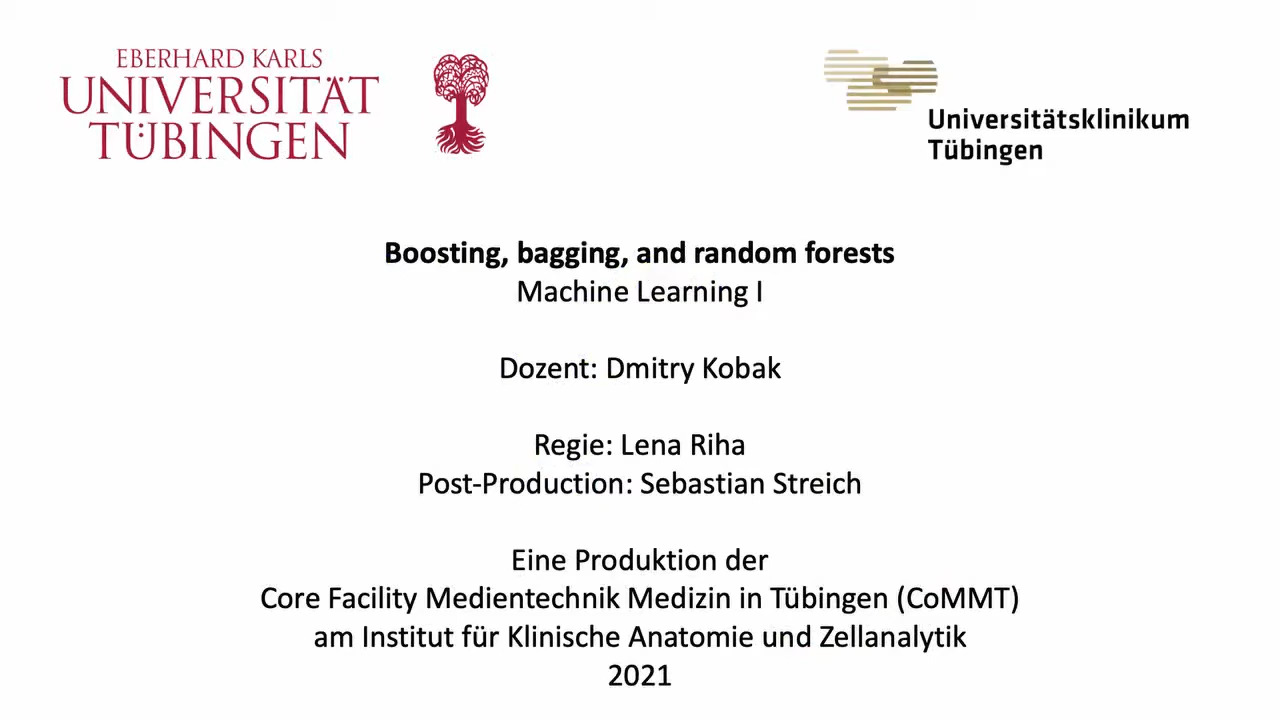 EBERHARD KARLS
UNIVERSITÄT
TÜBINGEN
Universitätsklinikum
Tübingen
Boosting, bagging, and random forests
Machine Learning I
Dozent: Dmitry Kobak
Regie: Lena Riha
Post-Production: Sebastian Streich
Eine Produktion der
Core Facility Medientechnik Medizin in Tübingen (CoMMT)
am Institut für Klinische Anatomie und Zellanalytik
2021